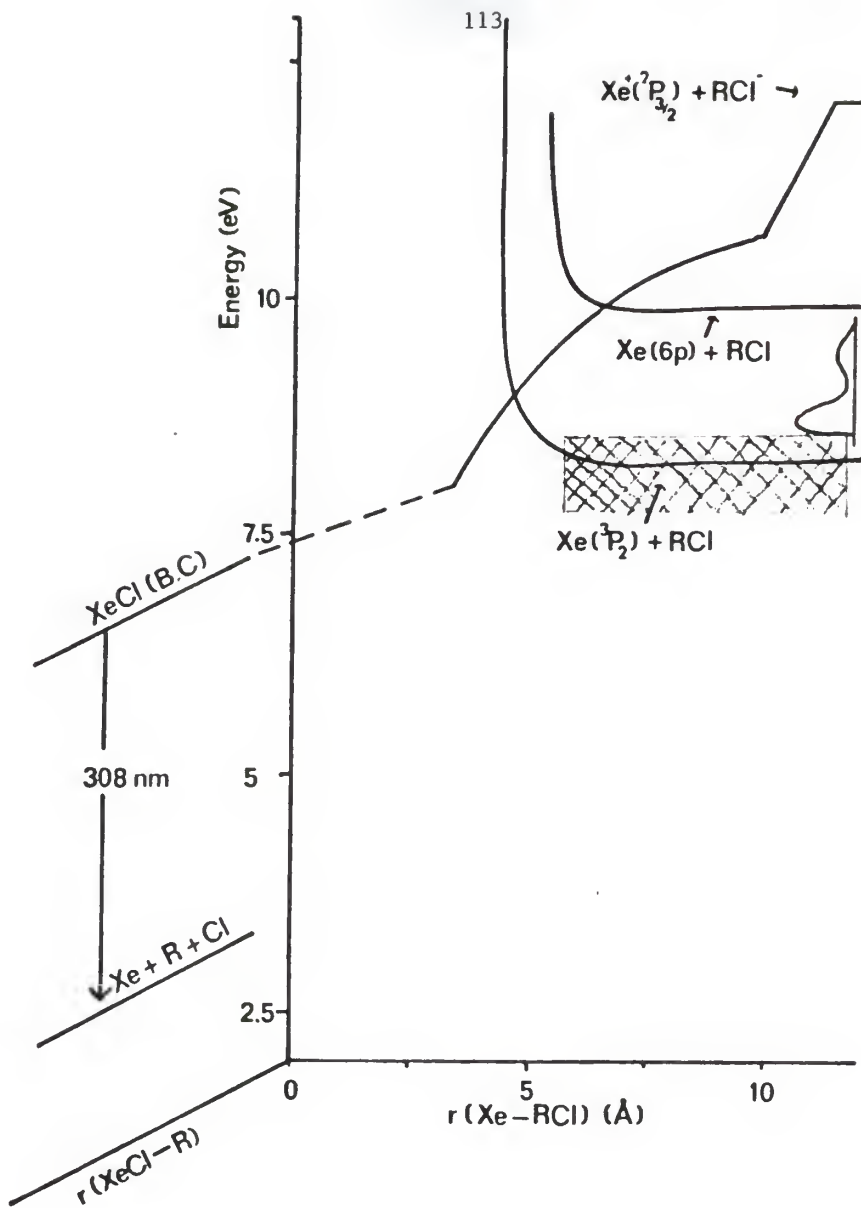 113
Xe⁺(²P₃/₂) + RCl⁻ →
Energy (eV)
10
Xe(6p) + RCl
7.5
Xe(³P₂) + RCl
XeCl (B.C)
308 nm
5
Xe + R + Cl
2.5
0
5
10
r (Xe–RCl) (Å)
r (XeCl–R)